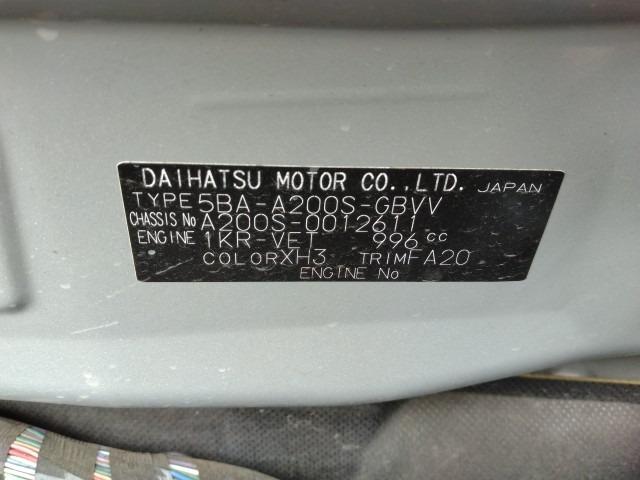 DAIHATSU MOTOR CO.,LTD. JAPAN
TYPE 5BA-A200S-GBVV
CHASSIS No A200S-0012611
ENGINE 1KR-VET 996 cc
COLOR XH3 TRIM FA20
ENGINE No